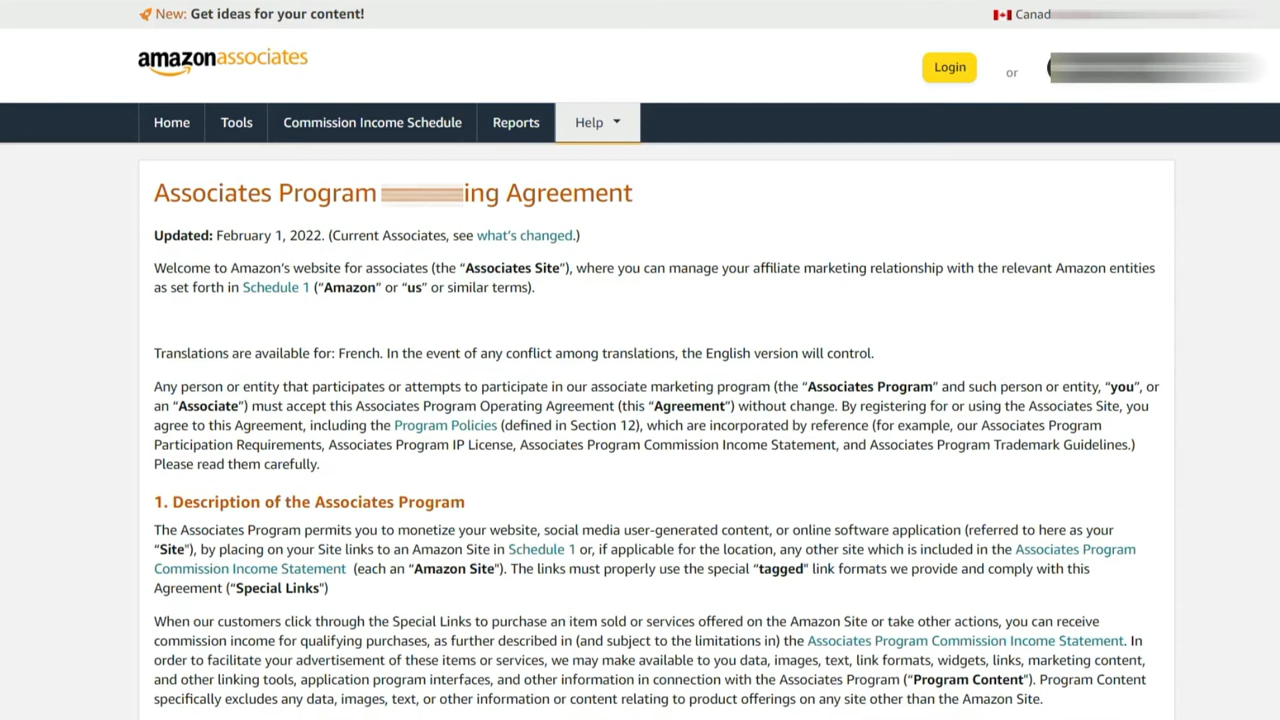 New: Get ideas for your content!
Canad
amazonassociates
Login
or
Home
Tools
Commission Income Schedule
Reports
Help
Associates Program ing Agreement
Updated: February 1, 2022. (Current Associates, see what's changed.)
Welcome to Amazon's website for associates (the “Associates Site”), where you can manage your affiliate marketing relationship with the relevant Amazon entities
as set forth in Schedule 1 (“Amazon” or “us” or similar terms).
Translations are available for: French. In the event of any conflict among translations, the English version will control.
Any person or entity that participates or attempts to participate in our associate marketing program (the “Associates Program” and such person or entity, “you”, or
an “Associate”) must accept this Associates Program Operating Agreement (this “Agreement”) without change. By registering for or using the Associates Site, you
agree to this Agreement, including the Program Policies (defined in Section 12), which are incorporated by reference (for example, our Associates Program
Participation Requirements, Associates Program IP License, Associates Program Commission Income Statement, and Associates Program Trademark Guidelines.)
Please read them carefully.
1. Description of the Associates Program
The Associates Program permits you to monetize your website, social media user-generated content, or online software application (referred to here as your
“Site”), by placing on your Site links to an Amazon Site in Schedule 1 or, if applicable for the location, any other site which is included in the Associates Program
Commission Income Statement (each an “Amazon Site”). The links must properly use the special “tagged” link formats we provide and comply with this
Agreement (“Special Links”)
When our customers click through the Special Links to purchase an item sold or services offered on the Amazon Site or take other actions, you can receive
commission income for qualifying purchases, as further described in (and subject to the limitations in) the Associates Program Commission Income Statement. In
order to facilitate your advertisement of these items or services, we may make available to you data, images, text, link formats, widgets, links, marketing content,
and other linking tools, application program interfaces, and other information in connection with the Associates Program (“Program Content”). Program Content
specifically excludes any data, images, text, or other information or content relating to product offerings on any site other than the Amazon Site.